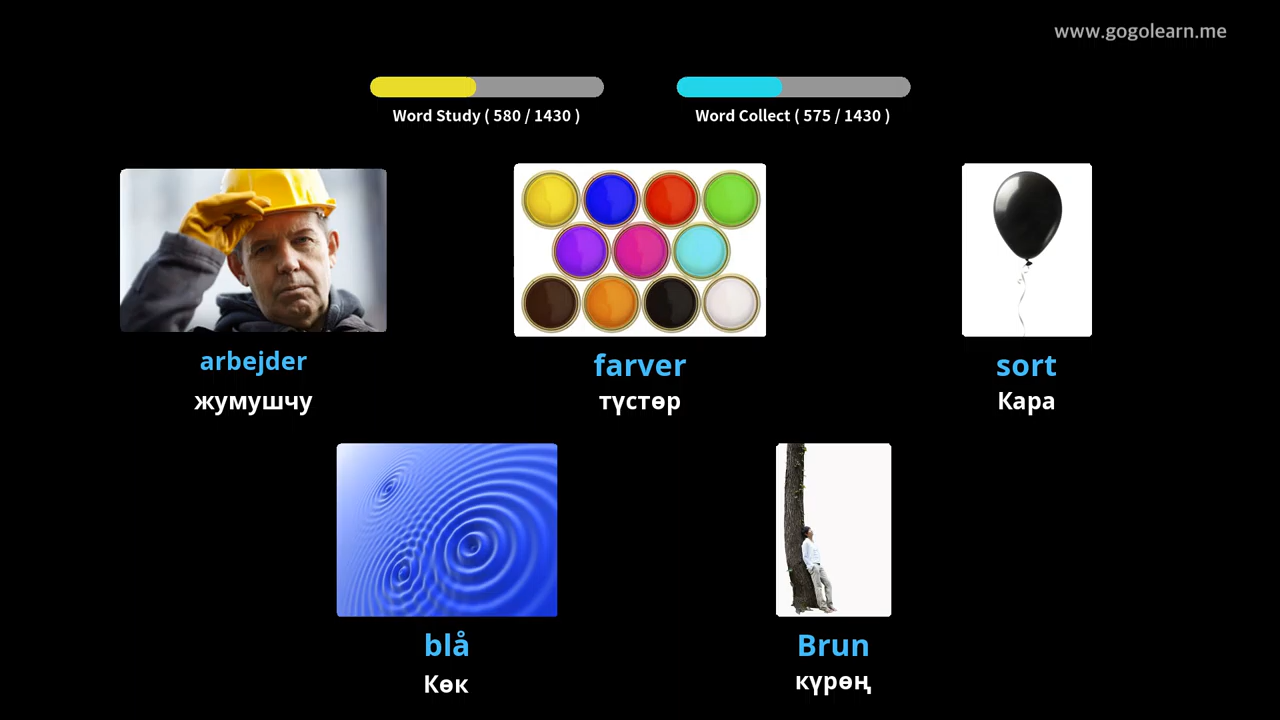 www.gogolearn.me
Word Study ( 580 / 1430 )
Word Collect ( 575 / 1430 )
arbejder
жумушчу
farver
түстөр
sort
Кара
blå
Көк
Brun
күрөң